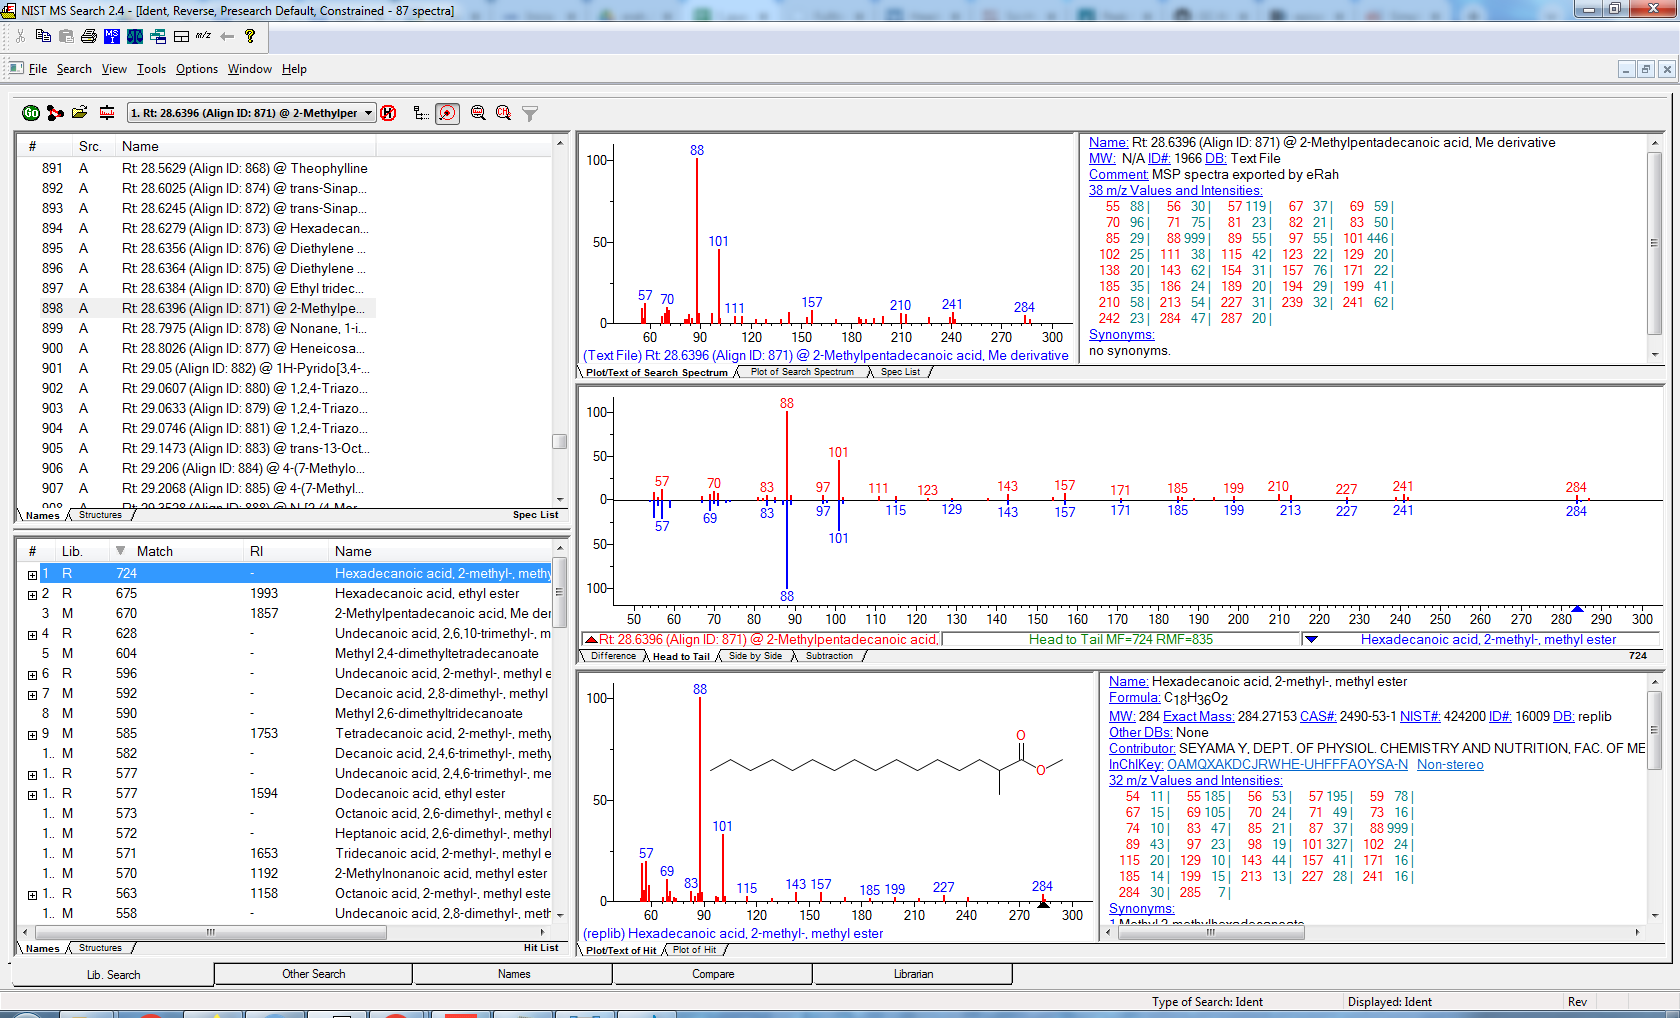 NIST MS Search 2.4 - [Ident, Reverse, Presearch Default, Constrained - 87 spectra]
File Search View Tools Options Window Help
1. Rt: 28.6396 (Align ID: 871) @ 2-Methylper
# Src. Name
891 A Rt: 28.5629 (Align ID: 868) @ Theophylline
892 A Rt: 28.6025 (Align ID: 874) @ trans-Sinap...
893 A Rt: 28.6245 (Align ID: 872) @ trans-Sinap...
894 A Rt: 28.6279 (Align ID: 873) @ Hexadecan...
895 A Rt: 28.6356 (Align ID: 876) @ Diethylene ...
896 A Rt: 28.6364 (Align ID: 875) @ Diethylene ...
897 A Rt: 28.6384 (Align ID: 870) @ Ethyl tridec...
898 A Rt: 28.6396 (Align ID: 871) @ 2-Methylpe...
899 A Rt: 28.7975 (Align ID: 878) @ Nonane, 1-i...
900 A Rt: 28.8026 (Align ID: 877) @ Heneicosa...
901 A Rt: 29.05 (Align ID: 882) @ 1H-Pyrido[3,4-...
902 A Rt: 29.0607 (Align ID: 880) @ 1,2,4-Triazo...
903 A Rt: 29.0633 (Align ID: 879) @ 1,2,4-Triazo...
904 A Rt: 29.0746 (Align ID: 881) @ 1,2,4-Triazo...
905 A Rt: 29.1473 (Align ID: 883) @ trans-13-Oct...
906 A Rt: 29.206 (Align ID: 884) @ 4-(7-Methylo...
907 A Rt: 29.2068 (Align ID: 885) @ 4-(7-Methyl...
Names Structures Spec List
# Lib. Match RI Name
1 R 724 - Hexadecanoic acid, 2-methyl-, methy
2 R 675 1993 Hexadecanoic acid, ethyl ester
3 M 670 1857 2-Methylpentadecanoic acid, Me der
4 R 628 - Undecanoic acid, 2,6,10-trimethyl-, m
5 M 604 - Methyl 2,4-dimethyltetradecanoate
6 R 596 - Undecanoic acid, 2-methyl-, methyl e
7 M 592 - Decanoic acid, 2,8-dimethyl-, methyl
8 M 590 - Methyl 2,6-dimethyltridecanoate
9 M 585 1753 Tetradecanoic acid, 2-methyl-, methy
1.. M 582 - Decanoic acid, 2,4,6-trimethyl-, methy
1.. R 577 - Undecanoic acid, 2,4,6-trimethyl-, me
1.. R 577 1594 Dodecanoic acid, ethyl ester
1.. M 573 - Octanoic acid, 2,6-dimethyl-, methyl e
1.. M 572 - Heptanoic acid, 2,6-dimethyl-, methyl
1.. M 571 1653 Tridecanoic acid, 2-methyl-, methyl e
1.. M 570 1192 2-Methylnonanoic acid, methyl ester
1.. R 563 1158 Octanoic acid, 2-methyl-, methyl este
1.. M 558 - Undecanoic acid, 2,8-dimethyl-, meth
Names Structures Hit List
100
50
0
88
101
57 70 111 157 210 241 284
60 90 120 150 180 210 240 270 300
(Text File) Rt: 28.6396 (Align ID: 871) @ 2-Methylpentadecanoic acid, Me derivative
Plot/Text of Search Spectrum Plot of Search Spectrum Spec List
Name: Rt: 28.6396 (Align ID: 871) @ 2-Methylpentadecanoic acid, Me derivative
MW: N/A ID#: 1966 DB: Text File
Comment: MSP spectra exported by eRah
38 m/z Values and Intensities:
55 88| 56 30| 57 119| 67 37| 69 59|
70 96| 71 75| 81 23| 82 21| 83 50|
85 29| 88 999| 89 55| 97 55| 101 446|
102 25| 111 38| 115 42| 123 22| 129 20|
138 20| 143 62| 154 31| 157 76| 171 22|
185 35| 186 24| 189 20| 194 29| 199 41|
210 58| 213 54| 227 31| 239 32| 241 62|
242 23| 284 47| 287 20|
Synonyms:
no synonyms.
100
50
0
50
100
88
101
57 70 83 97 111 123 143 157 171 185 199 210 227 241 284
57 69 83 97 115 129 143 157 171 185 199 213 227 241 284
101
88
50 60 70 80 90 100 110 120 130 140 150 160 170 180 190 200 210 220 230 240 250 260 270 280 290 300
Rt: 28.6396 (Align ID: 871) @ 2-Methylpentadecanoic acid, Head to Tail MF=724 RMF=835 Hexadecanoic acid, 2-methyl-, methyl ester
Difference Head to Tail Side by Side Subtraction 724
100
50
0
88
101
57 69 83 115 143 157 185 199 227 284
O
O
60 90 120 150 180 210 240 270 300
(replib) Hexadecanoic acid, 2-methyl-, methyl ester
Plot/Text of Hit Plot of Hit
Name: Hexadecanoic acid, 2-methyl-, methyl ester
Formula: C18H36O2
MW: 284 Exact Mass: 284.27153 CAS#: 2490-53-1 NIST#: 424200 ID#: 16009 DB: replib
Other DBs: None
Contributor: SEYAMA Y, DEPT. OF PHYSIOL. CHEMISTRY AND NUTRITION, FAC. OF ME
InChIKey: OAMQXAKDCJRWHE-UHFFFAOYSA-N Non-stereo
32 m/z Values and Intensities:
54 11| 55 185| 56 53| 57 195| 59 78|
67 15| 69 105| 70 24| 71 49| 73 16|
74 10| 83 47| 85 21| 87 37| 88 999|
89 43| 97 23| 98 19| 101 327| 102 24|
115 20| 129 10| 143 44| 157 41| 171 16|
185 14| 199 15| 213 13| 227 28| 241 16|
284 30| 285 7|
Synonyms:
Lib. Search Other Search Names Compare Librarian
Type of Search: Ident Displayed: Ident Rev